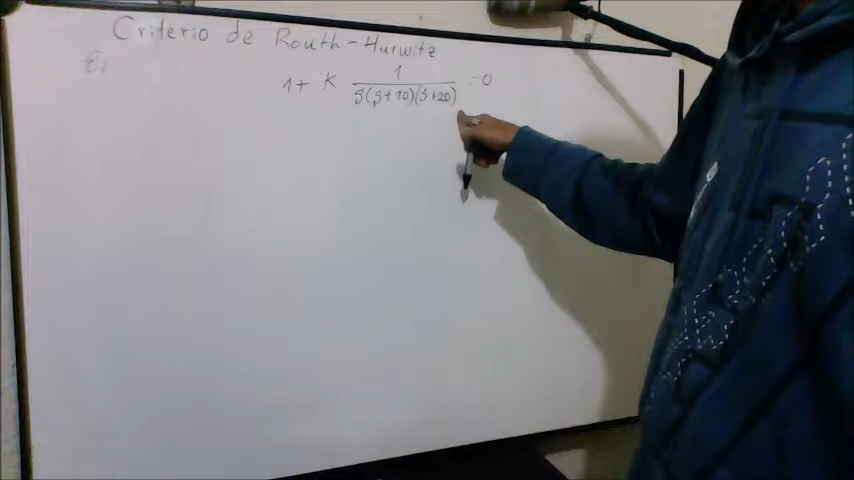 Criterio de Routh-Hurwitz
1+ K 1/(s(s+10)(s+20)) =0